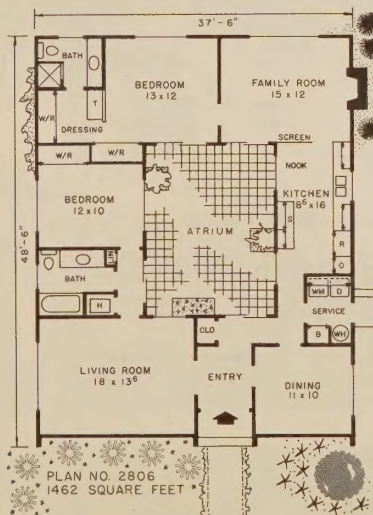 37'-6"
BATH
BEDROOM
13 x 12
FAMILY ROOM
15 x 12
W/R
T
DRESSING
SCREEN
W/R
W/R
NOOK
KITCHEN
8⁶ x 16
BEDROOM
12 x 10
48'-6"
ATRIUM
S
R
O
LIN
BATH
H
WM
D
SERVICE
B
WH
CLO
LIVING ROOM
18 x 13⁶
ENTRY
DINING
11 x 10
PLAN NO. 2806
1462 SQUARE FEET